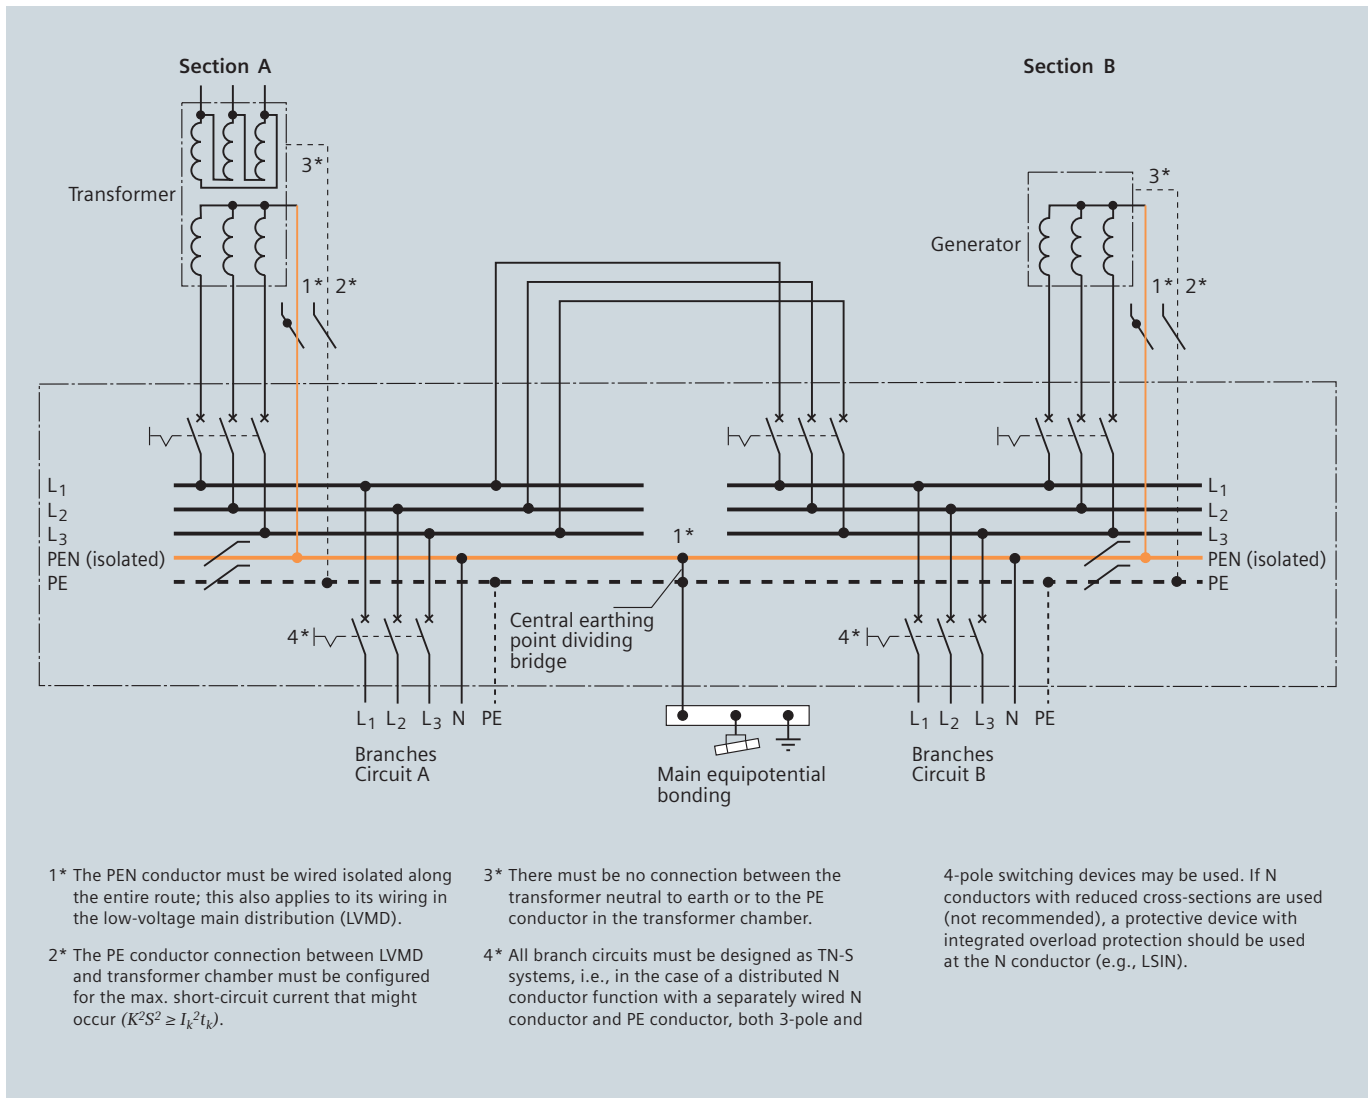 Section A
Section B
3*
Transformer
3*
Generator
1* 2*
1* 2*
L1
L2
L3
PEN (isolated)
PE
1*
L1
L2
L3
PEN (isolated)
PE
4*
Central earthing
point dividing
bridge
4*
L1 L2 L3 N PE
Branches
Circuit A
Main equipotential
bonding
L1 L2 L3 N PE
Branches
Circuit B
1* The PEN conductor must be wired isolated along
the entire route; this also applies to its wiring in
the low-voltage main distribution (LVMD).
2* The PE conductor connection between LVMD
and transformer chamber must be configured
for the max. short-circuit current that might
occur (K²S² ≥ Ik²tk).
3* There must be no connection between the
transformer neutral to earth or to the PE
conductor in the transformer chamber.
4* All branch circuits must be designed as TN-S
systems, i.e., in the case of a distributed N
conductor function with a separately wired N
conductor and PE conductor, both 3-pole and
4-pole switching devices may be used. If N
conductors with reduced cross-sections are used
(not recommended), a protective device with
integrated overload protection should be used
at the N conductor (e.g., LSIN).